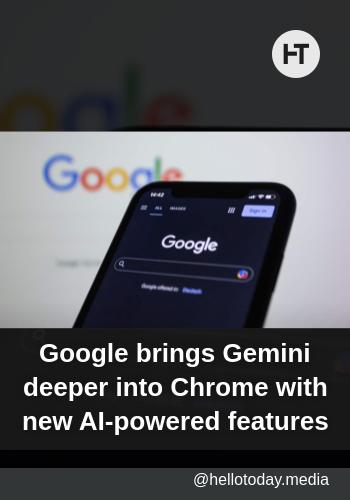 HT
Google
14:42
ALL IMAGES
Sign in
Google
Google offered in: Deutsch
Google brings Gemini
deeper into Chrome with
new AI-powered features
@hellotoday.media